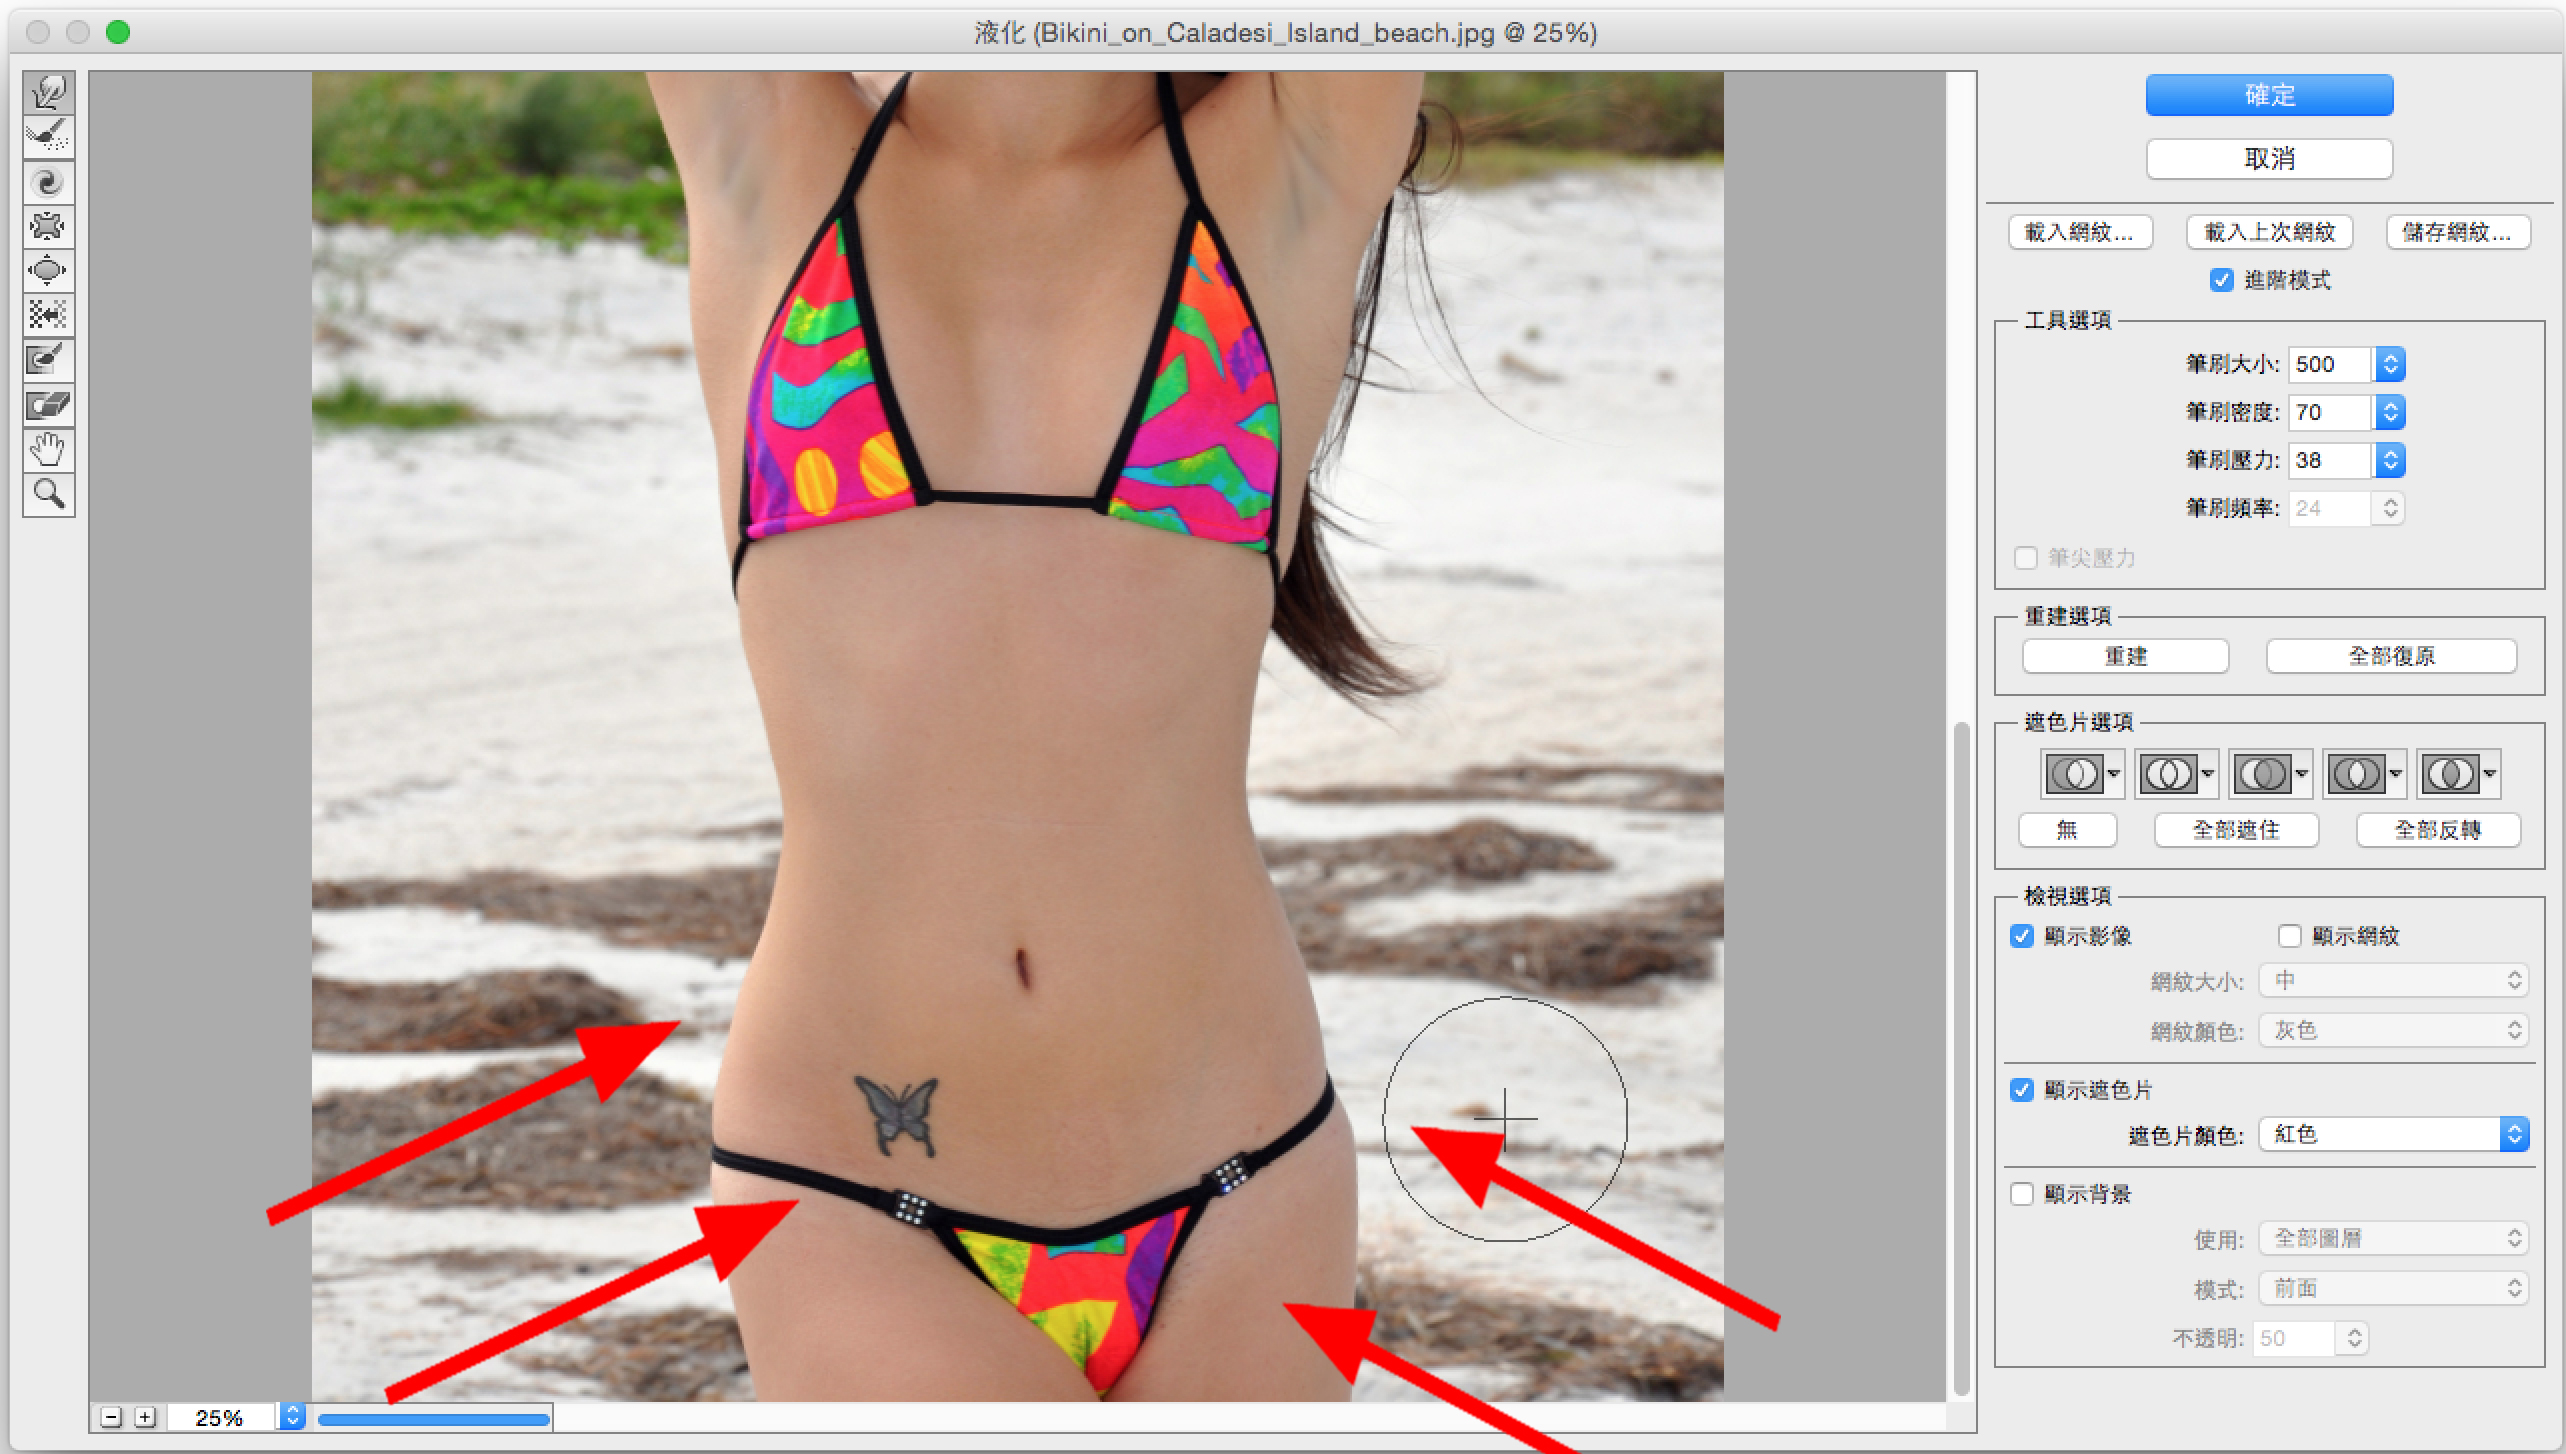 液化 (Bikini_on_Caladesi_Island_beach.jpg @ 25%)
確定
取消
載入網紋...
載入上次網紋
儲存網紋...
進階模式
工具選項
筆刷大小: 500
筆刷密度: 70
筆刷壓力: 38
筆刷頻率: 24
筆尖壓力
重建選項
重建
全部復原
遮色片選項
無
全部遮住
全部反轉
檢視選項
顯示影像
顯示網紋
網紋大小: 中
網紋顏色: 灰色
顯示遮色片
遮色片顏色: 紅色
顯示背景
使用: 全部圖層
模式: 前面
不透明: 50
25%